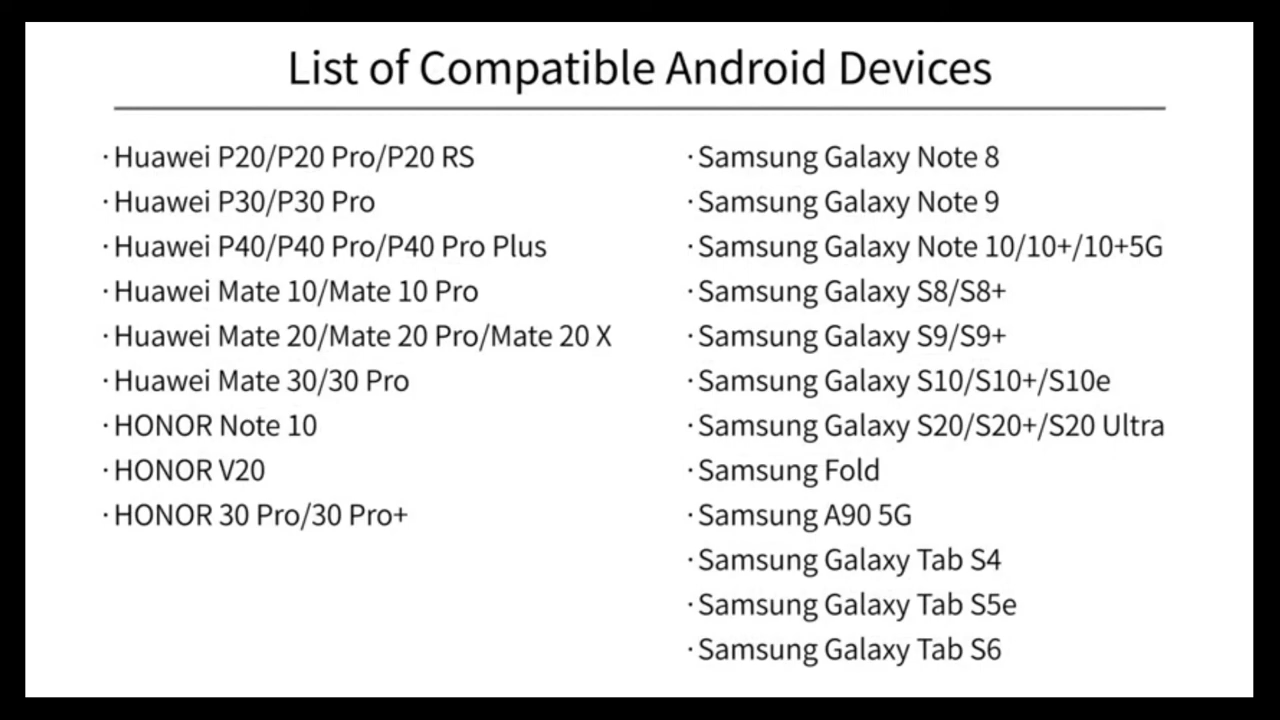 List of Compatible Android Devices
· Huawei P20/P20 Pro/P20 RS
· Huawei P30/P30 Pro
· Huawei P40/P40 Pro/P40 Pro Plus
· Huawei Mate 10/Mate 10 Pro
· Huawei Mate 20/Mate 20 Pro/Mate 20 X
· Huawei Mate 30/30 Pro
· HONOR Note 10
· HONOR V20
· HONOR 30 Pro/30 Pro+
· Samsung Galaxy Note 8
· Samsung Galaxy Note 9
· Samsung Galaxy Note 10/10+/10+5G
· Samsung Galaxy S8/S8+
· Samsung Galaxy S9/S9+
· Samsung Galaxy S10/S10+/S10e
· Samsung Galaxy S20/S20+/S20 Ultra
· Samsung Fold
· Samsung A90 5G
· Samsung Galaxy Tab S4
· Samsung Galaxy Tab S5e
· Samsung Galaxy Tab S6